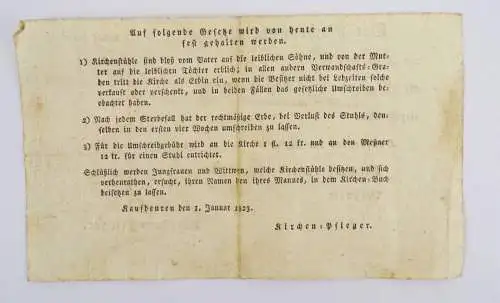 Auf folgende Gesetze wird von heute an
fest gehalten werden.
1) Kirchenstühle sind bloß vom Vater auf die leiblichen Söhne, und von der Mut-
ter auf die leiblichen Töchter erblich; in allen andern Verwandschafts-Gra-
den tritt die Kirche als Erbin ein, wenn die Besitzer nicht bei Lebzeiten solche
verkauft oder verschenkt, und in beiden Fällen das gesetzliche Umschreiben be-
obachtet haben.
2) Nach jedem Sterbefall hat der rechtmäßige Erbe, bei Verlust des Stuhls, den-
selben in den ersten vier Wochen umschreiben zu lassen.
3) Für die Umschreibgebühr wird an die Kirche 1 fl. 12 kr. und an den Meßner
12 kr. für einen Stuhl entrichtet.
Schlüßlich werden Jungfrauen und Wittwen, welche Kirchenstühle besitzen, und sich
verheurathen, ersucht, ihren Namen den ihres Mannes, in dem Kirchen-Buch
beisetzen zu lassen.
Kaufbeuren den 1. Januar 1823.
Kirchen-Pfleger.